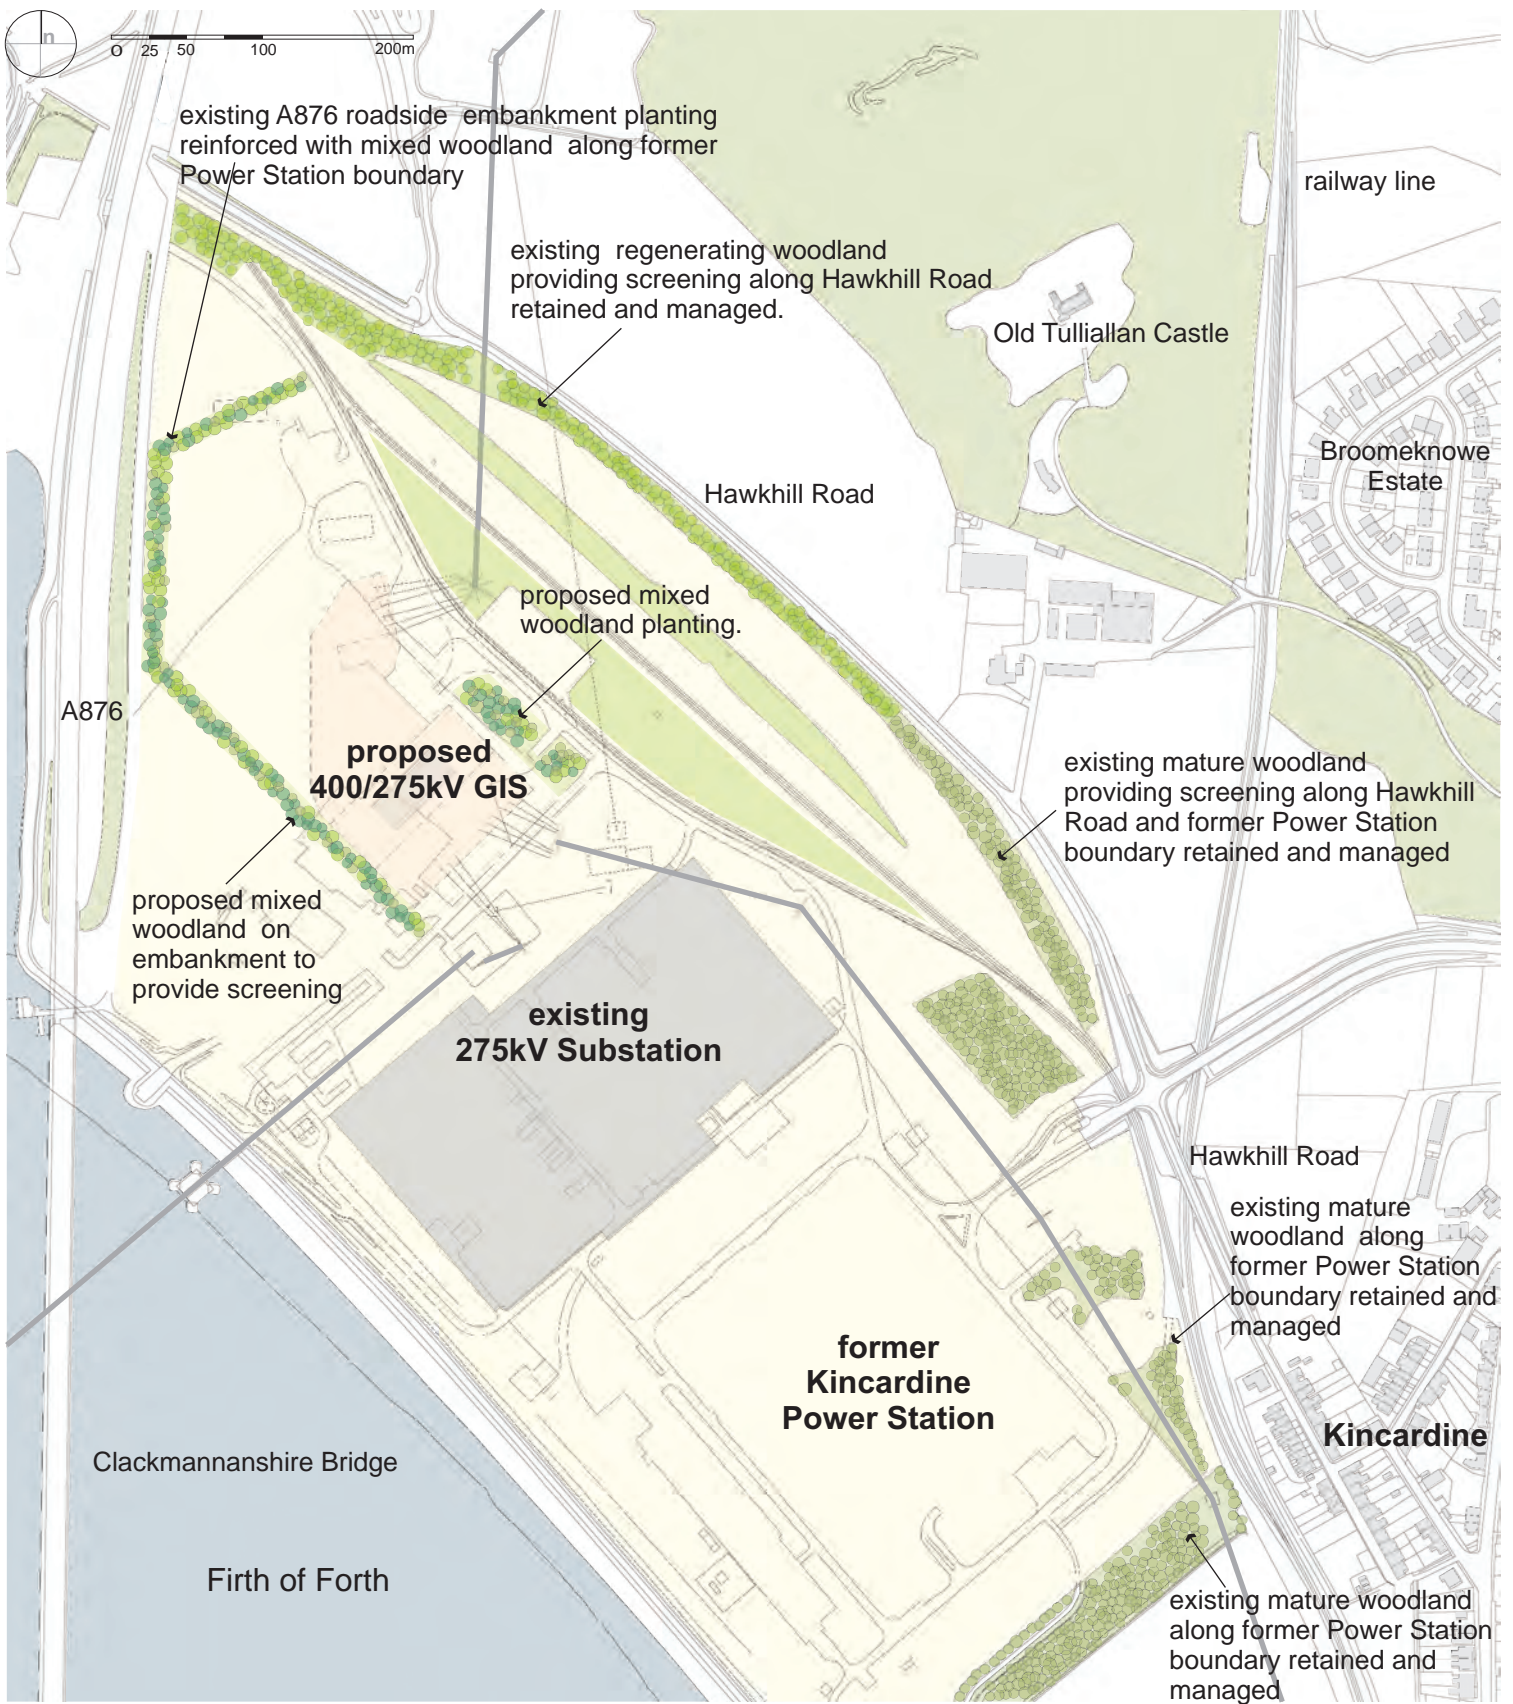 n
0 25 50 100 200m
existing A876 roadside embankment planting
reinforced with mixed woodland along former
Power Station boundary
railway line
existing regenerating woodland
providing screening along Hawkhill Road
retained and managed.
Old Tulliallan Castle
Broomeknowe
Estate
Hawkhill Road
proposed mixed
woodland planting.
A876
proposed
400/275kV GIS
existing mature woodland
providing screening along Hawkhill
Road and former Power Station
boundary retained and managed
proposed mixed
woodland on
embankment to
provide screening
existing
275kV Substation
Hawkhill Road
existing mature
woodland along
former Power Station
boundary retained and
managed
former
Kincardine
Power Station
Kincardine
Clackmannanshire Bridge
Firth of Forth
existing mature woodland
along former Power Station
boundary retained and
managed